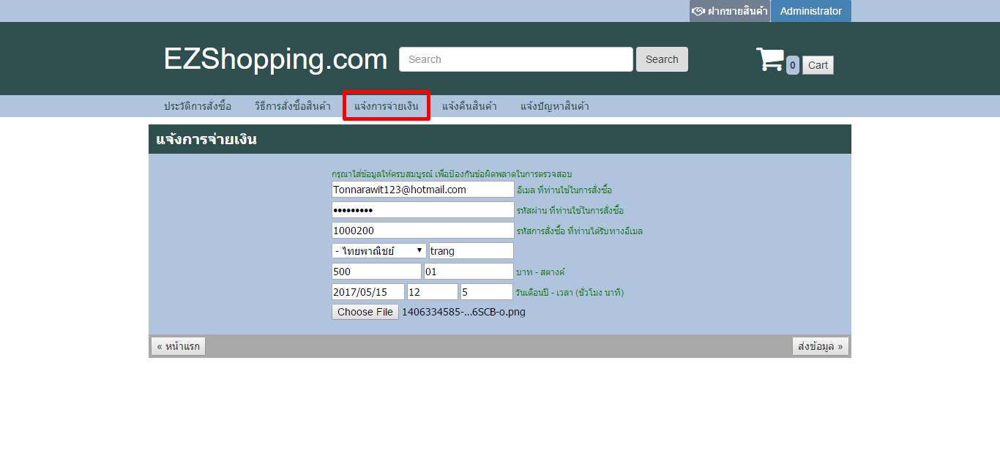 ฝากขายสินค้า Administrator
EZShopping.com Search Search 0 Cart
ประวัติการสั่งซื้อ วิธีการสั่งซื้อสินค้า แจ้งการจ่ายเงิน แจ้งคืนสินค้า แจ้งปัญหาสินค้า
แจ้งการจ่ายเงิน
กรุณาใส่ข้อมูลให้ครบสมบูรณ์ เพื่อป้องกันข้อผิดพลาดในการตรวจสอบ
Tonnarawit123@hotmail.com อีเมล ที่ท่านใช้ในการสั่งซื้อ
••••••••• รหัสผ่าน ที่ท่านใช้ในการสั่งซื้อ
1000200 รหัสการสั่งซื้อ ที่ท่านได้รับทางอีเมล
- ไทยพาณิชย์ trang
500 01 บาท - สตางค์
2017/05/15 12 5 วันเดือนปี - เวลา (ชั่วโมง นาที)
Choose File 1406334585-...6SCB-o.png
« หน้าแรก ส่งข้อมูล »